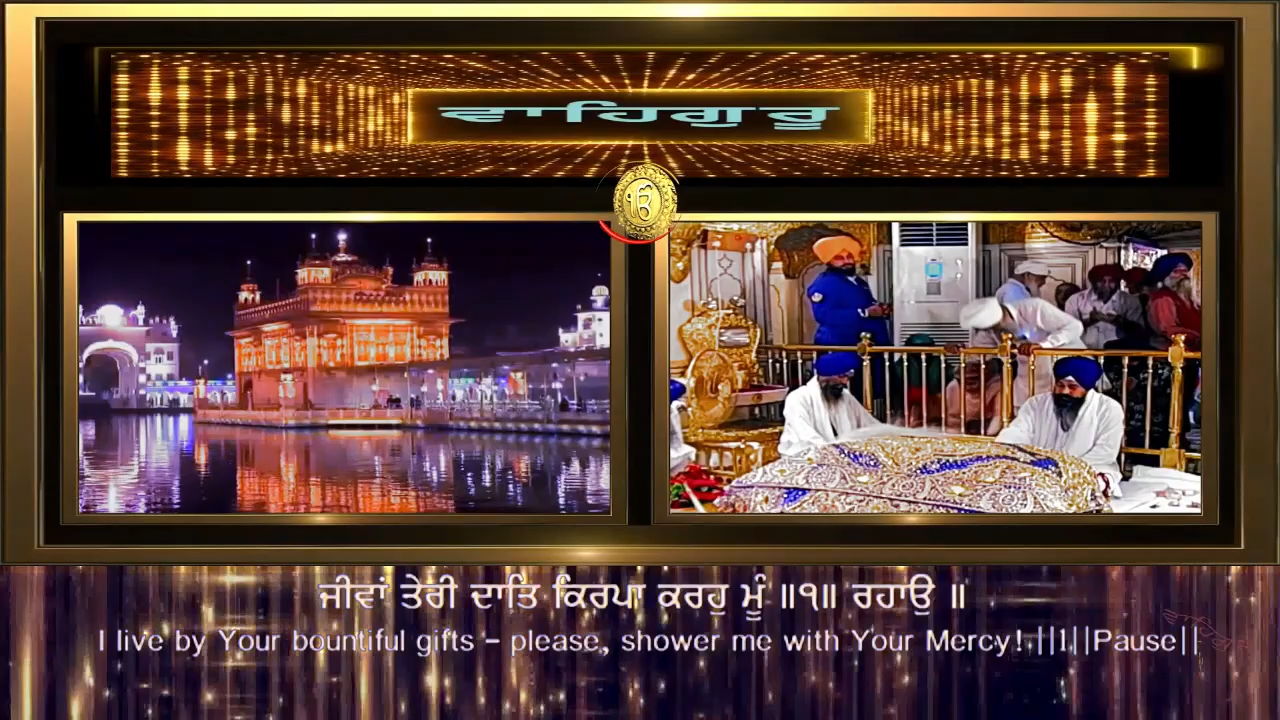 ਵਾਹਿਗੁਰੂ
ੴ
ਜੀਵਾਂ ਤੇਰੀ ਦਾਤਿ ਕਿਰਪਾ ਕਰਹੁ ਮੂੰ ॥੧॥ ਰਹਾਉ ॥
I live by Your bountiful gifts - please, shower me with Your Mercy! ||1||Pause||
ਵਾਹਿਗੁਰੂ